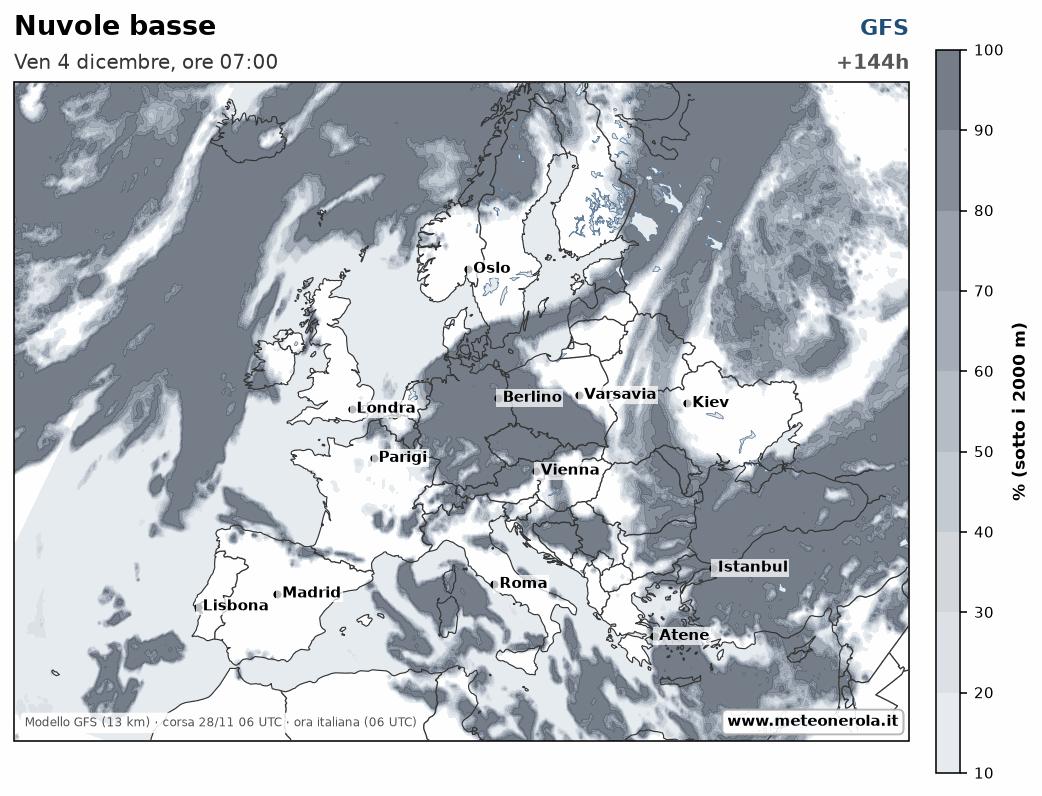 Nuvole basse
GFS
Ven 4 dicembre, ore 07:00
+144h
Oslo
Londra
Berlino
Varsavia
Kiev
Parigi
Vienna
Istanbul
Madrid
Roma
Lisbona
Atene
Modello GFS (13 km) · corsa 28/11 06 UTC · ora italiana (06 UTC)
www.meteonerola.it
100
90
80
70
60
50
40
30
20
10
% (sotto i 2000 m)